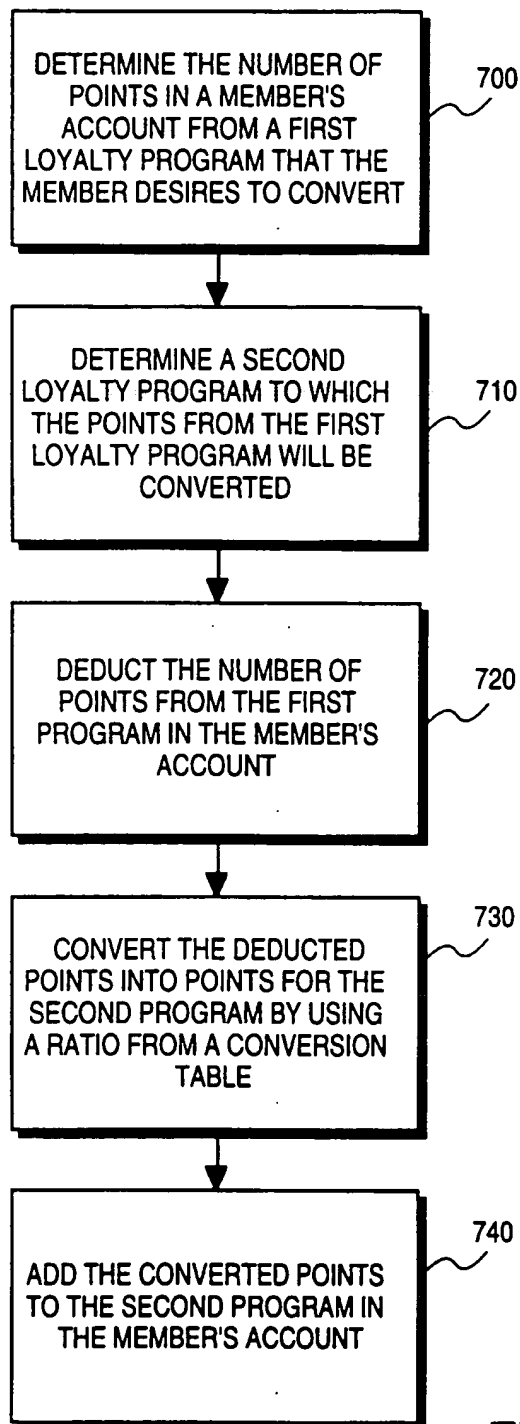 DETERMINE THE NUMBER OF
POINTS IN A MEMBER'S
ACCOUNT FROM A FIRST
LOYALTY PROGRAM THAT THE
MEMBER DESIRES TO CONVERT
700
DETERMINE A SECOND
LOYALTY PROGRAM TO WHICH
THE POINTS FROM THE FIRST
LOYALTY PROGRAM WILL BE
CONVERTED
710
DEDUCT THE NUMBER OF
POINTS FROM THE FIRST
PROGRAM IN THE MEMBER'S
ACCOUNT
720
CONVERT THE DEDUCTED
POINTS INTO POINTS FOR THE
SECOND PROGRAM BY USING
A RATIO FROM A CONVERSION
TABLE
730
ADD THE CONVERTED POINTS
TO THE SECOND PROGRAM IN
THE MEMBER'S ACCOUNT
740